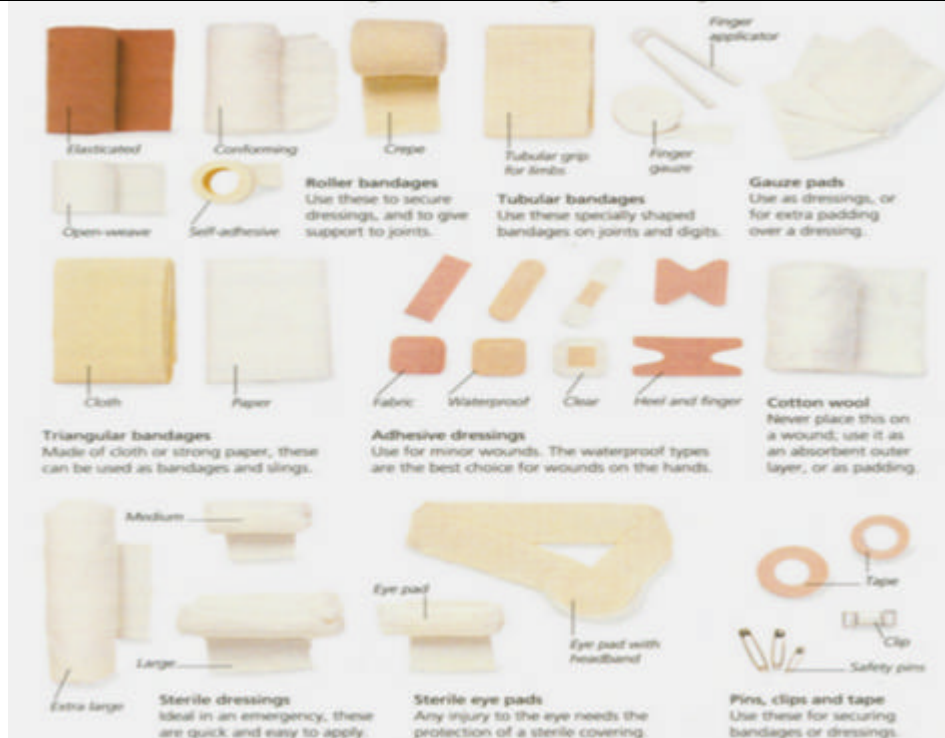 Finger
applicator
Elasticated
Conforming
Crepe
Tubular grip
for limbs
Finger
gauze
Open-weave
Self-adhesive
Roller bandages
Use these to secure
dressings, and to give
support to joints.
Tubular bandages
Use these specially shaped
bandages on joints and digits.
Gauze pads
Use as dressings, or
for extra padding
over a dressing.
Cloth
Paper
Fabric
Waterproof
Clear
Heel and finger
Triangular bandages
Made of cloth or strong paper, these
can be used as bandages and slings.
Adhesive dressings
Use for minor wounds. The waterproof types
are the best choice for wounds on the hands.
Cotton wool
Never place this on
a wound; use it as
an absorbent outer
layer, or as padding.
Medium
Large
Extra large
Eye pad
Eye pad with
headband
Tape
Clip
Safety pins
Sterile dressings
Ideal in an emergency, these
are quick and easy to apply.
Sterile eye pads
Any injury to the eye needs the
protection of a sterile covering.
Pins, clips and tape
Use these for securing
bandages or dressings.